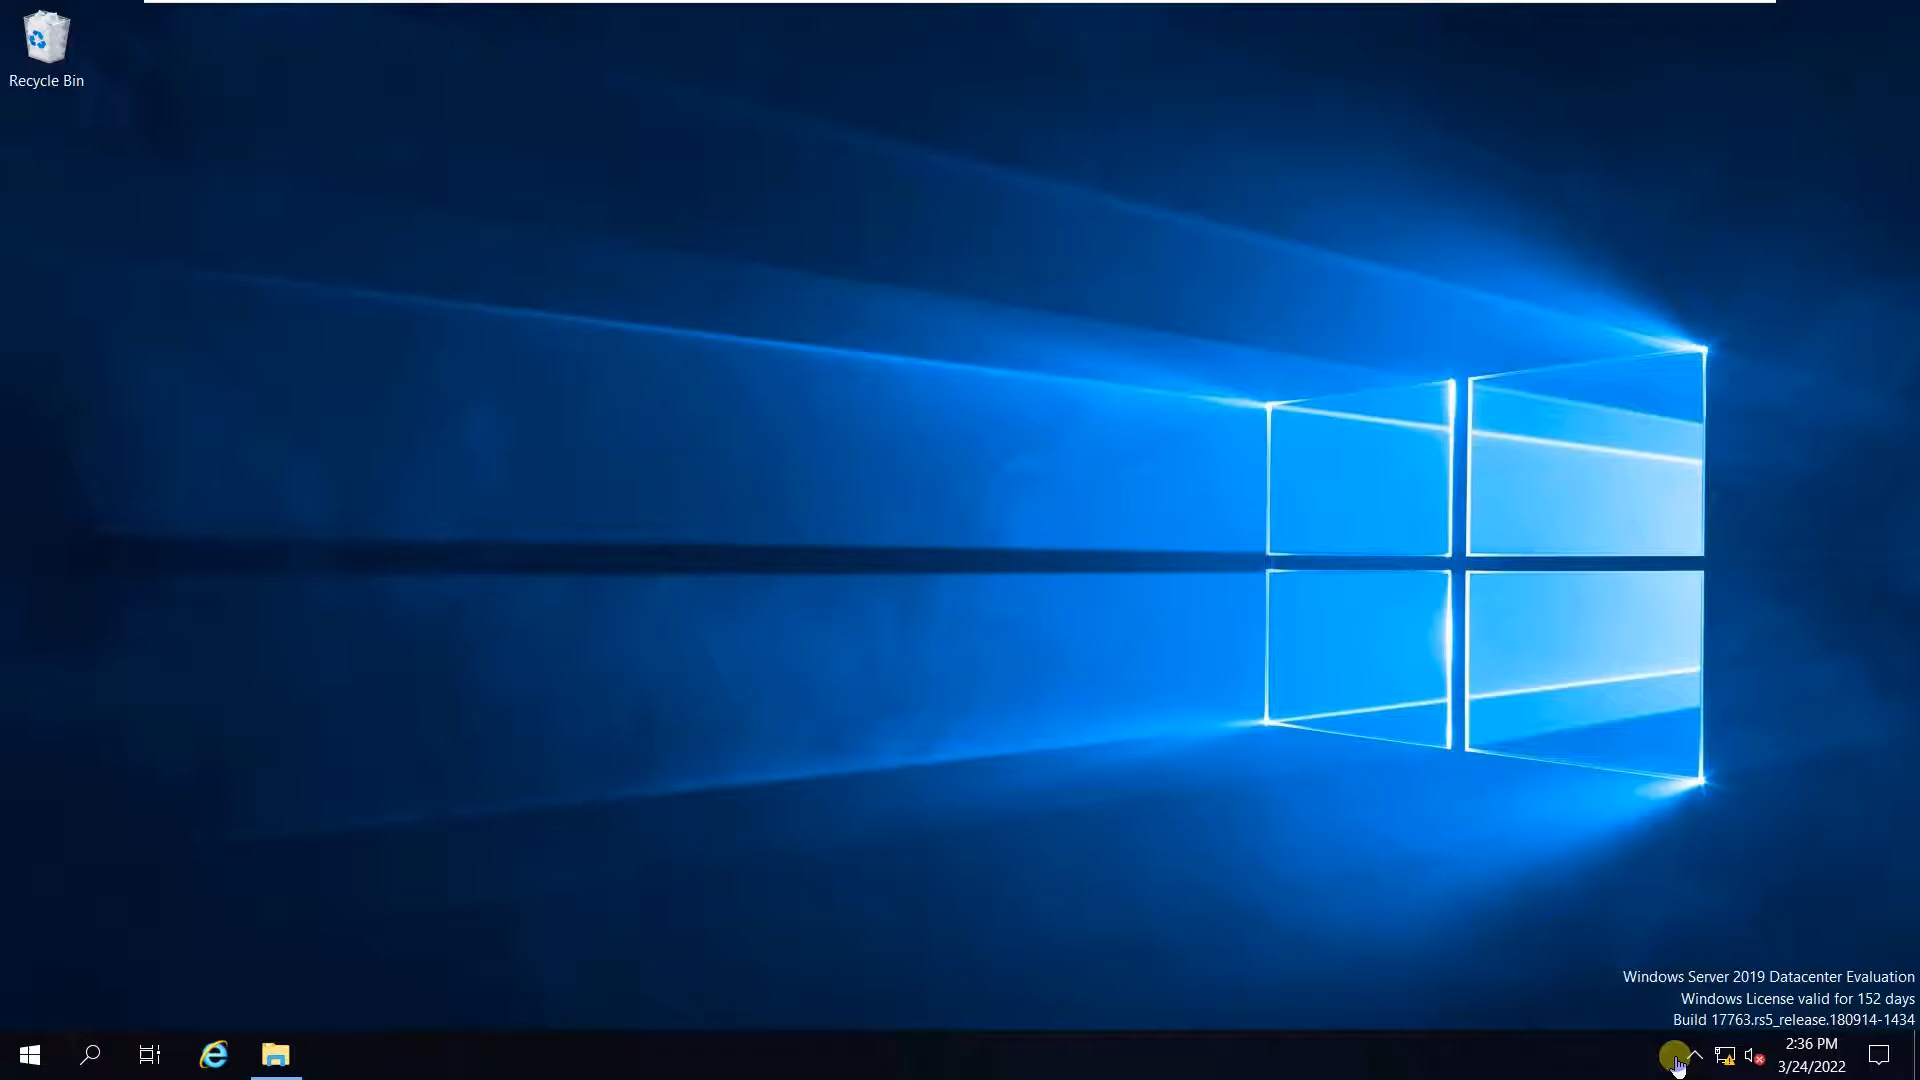 Recycle Bin
Windows Server 2019 Datacenter Evaluation
Windows License valid for 152 days
Build 17763.rs5_release.180914-1434
2:36 PM
3/24/2022